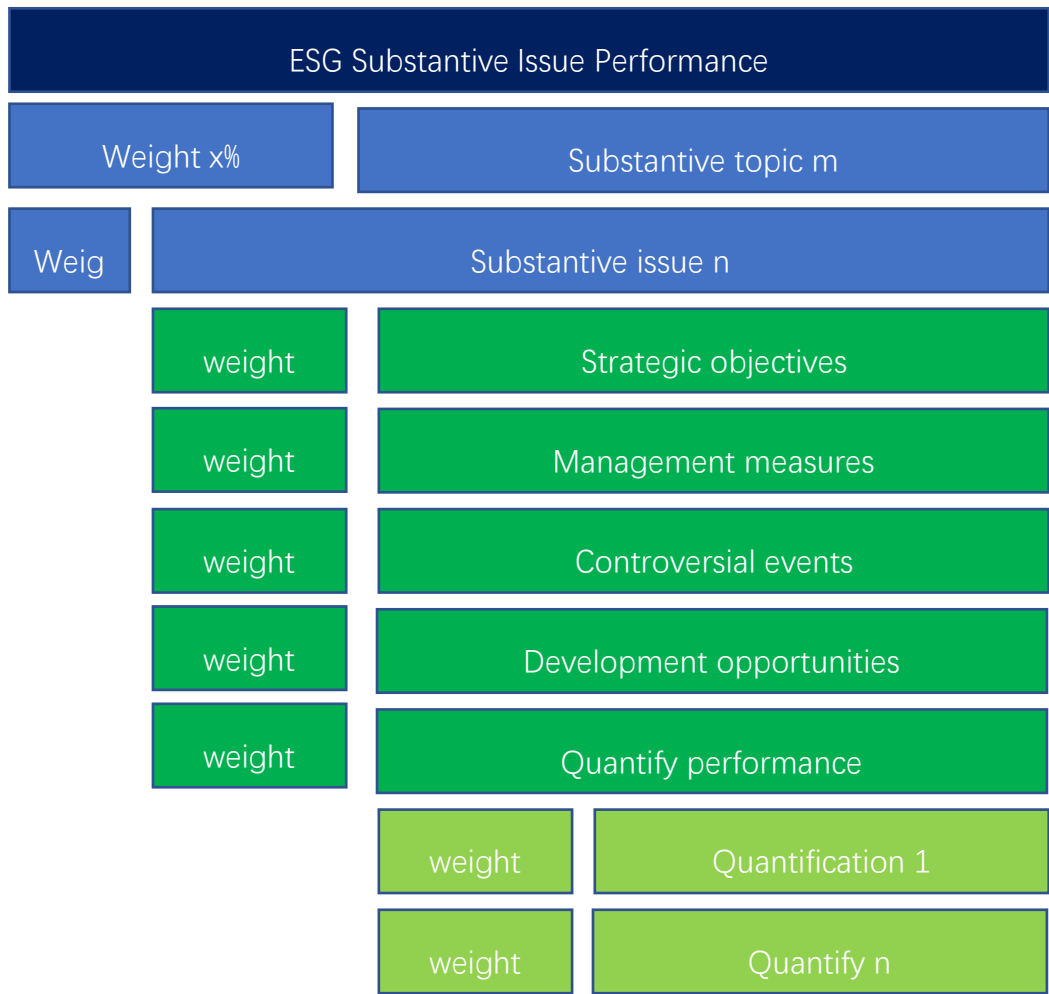 ESG Substantive Issue Performance
Weight x%
Substantive topic m
Weig
Substantive issue n
weight
Strategic objectives
weight
Management measures
weight
Controversial events
weight
Development opportunities
weight
Quantify performance
weight
Quantification 1
weight
Quantify n